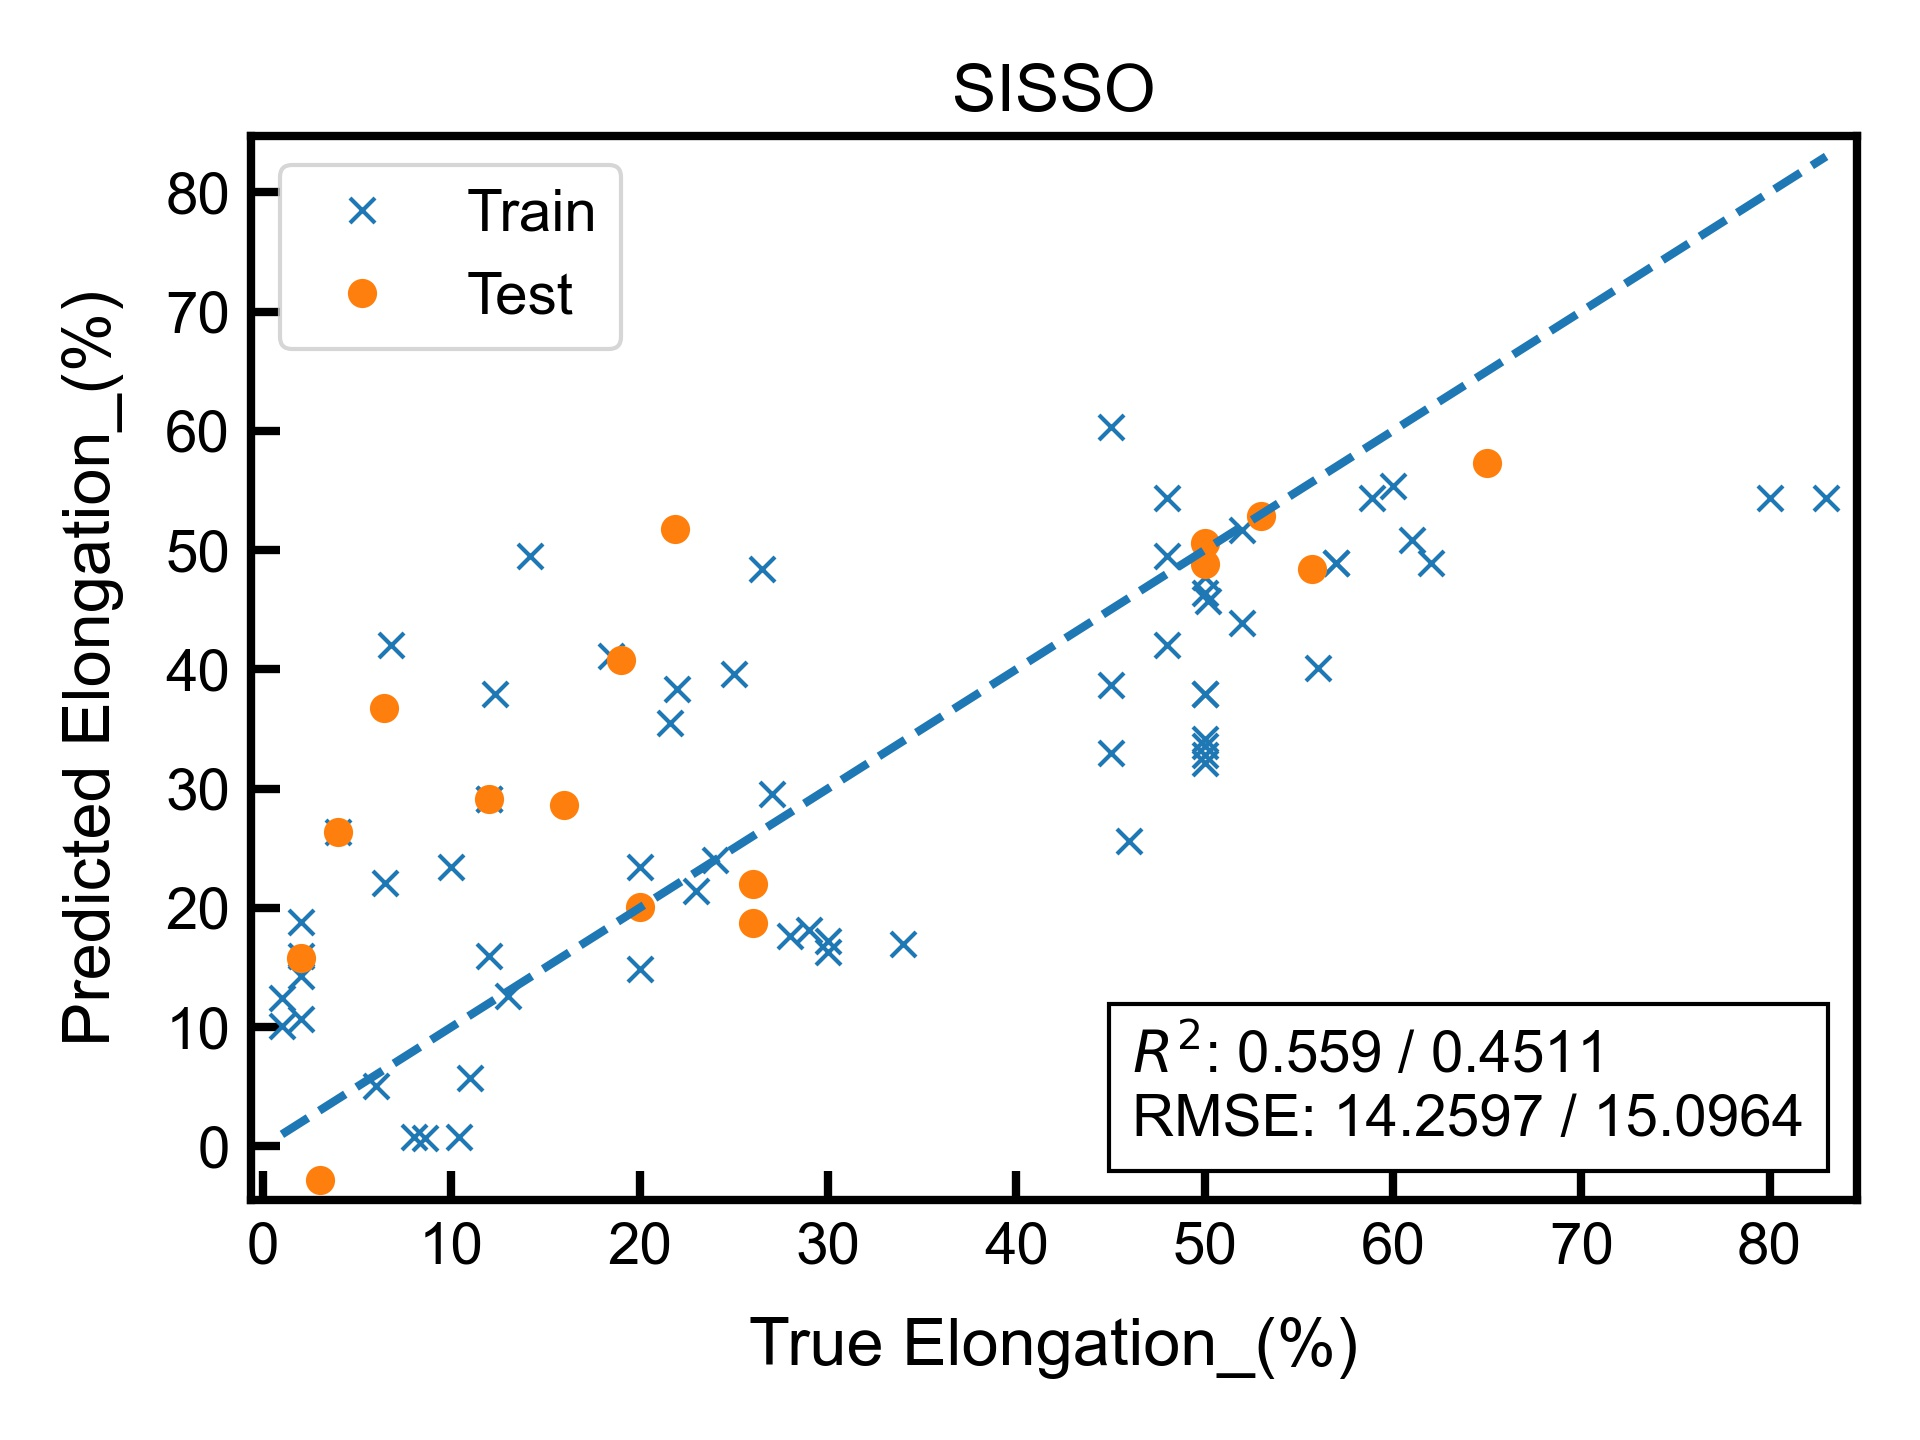 SISSO
80
70
60
50
40
30
20
10
0
Predicted Elongation_(%)
Train
Test
R²: 0.559 / 0.4511
RMSE: 14.2597 / 15.0964
0 10 20 30 40 50 60 70 80
True Elongation_(%)